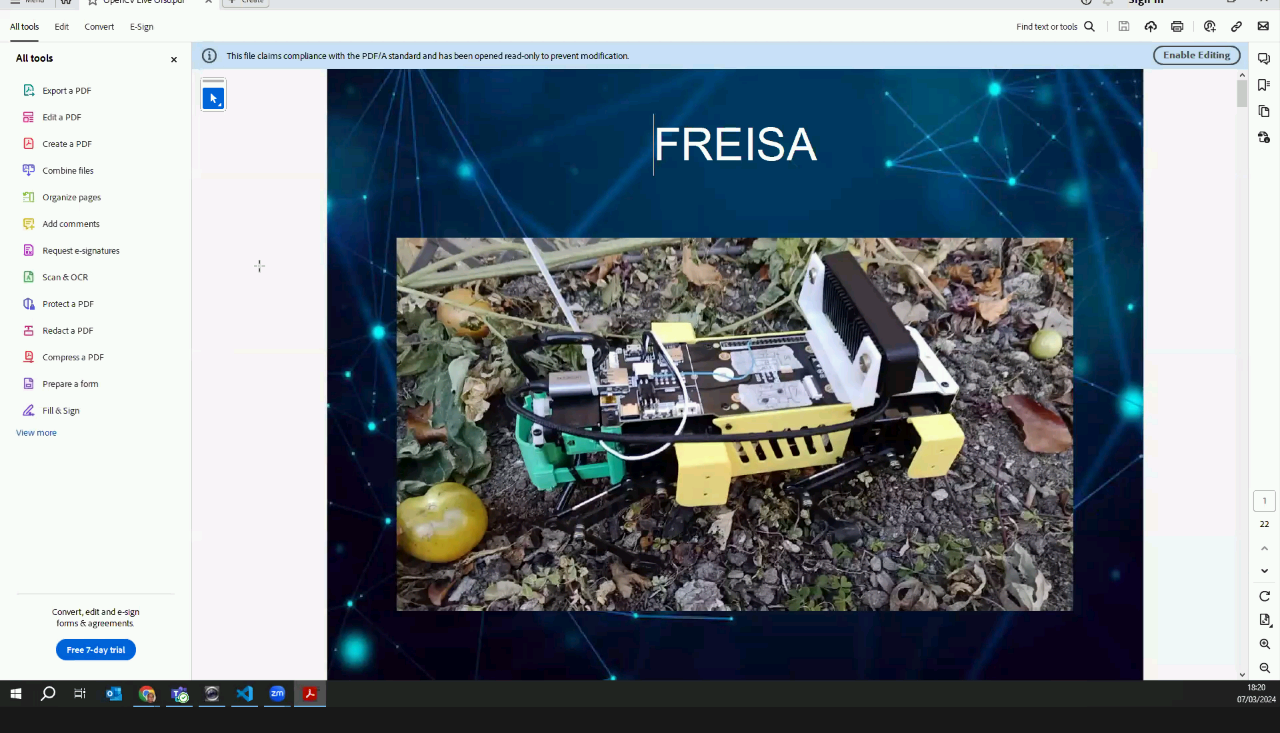 Menu
OpenCV Live Orsa.pdf
Create
Sign in
All tools
Edit
Convert
E-Sign
Find text or tools
All tools
This file claims compliance with the PDF/A standard and has been opened read-only to prevent modification.
Enable Editing
Export a PDF
Edit a PDF
Create a PDF
Combine files
Organize pages
Add comments
Request e-signatures
Scan & OCR
Protect a PDF
Redact a PDF
Compress a PDF
Prepare a form
Fill & Sign
View more
FREISA
1
22
Convert, edit and e-sign
forms & agreements.
Free 7-day trial
zm
18:20
07/03/2024